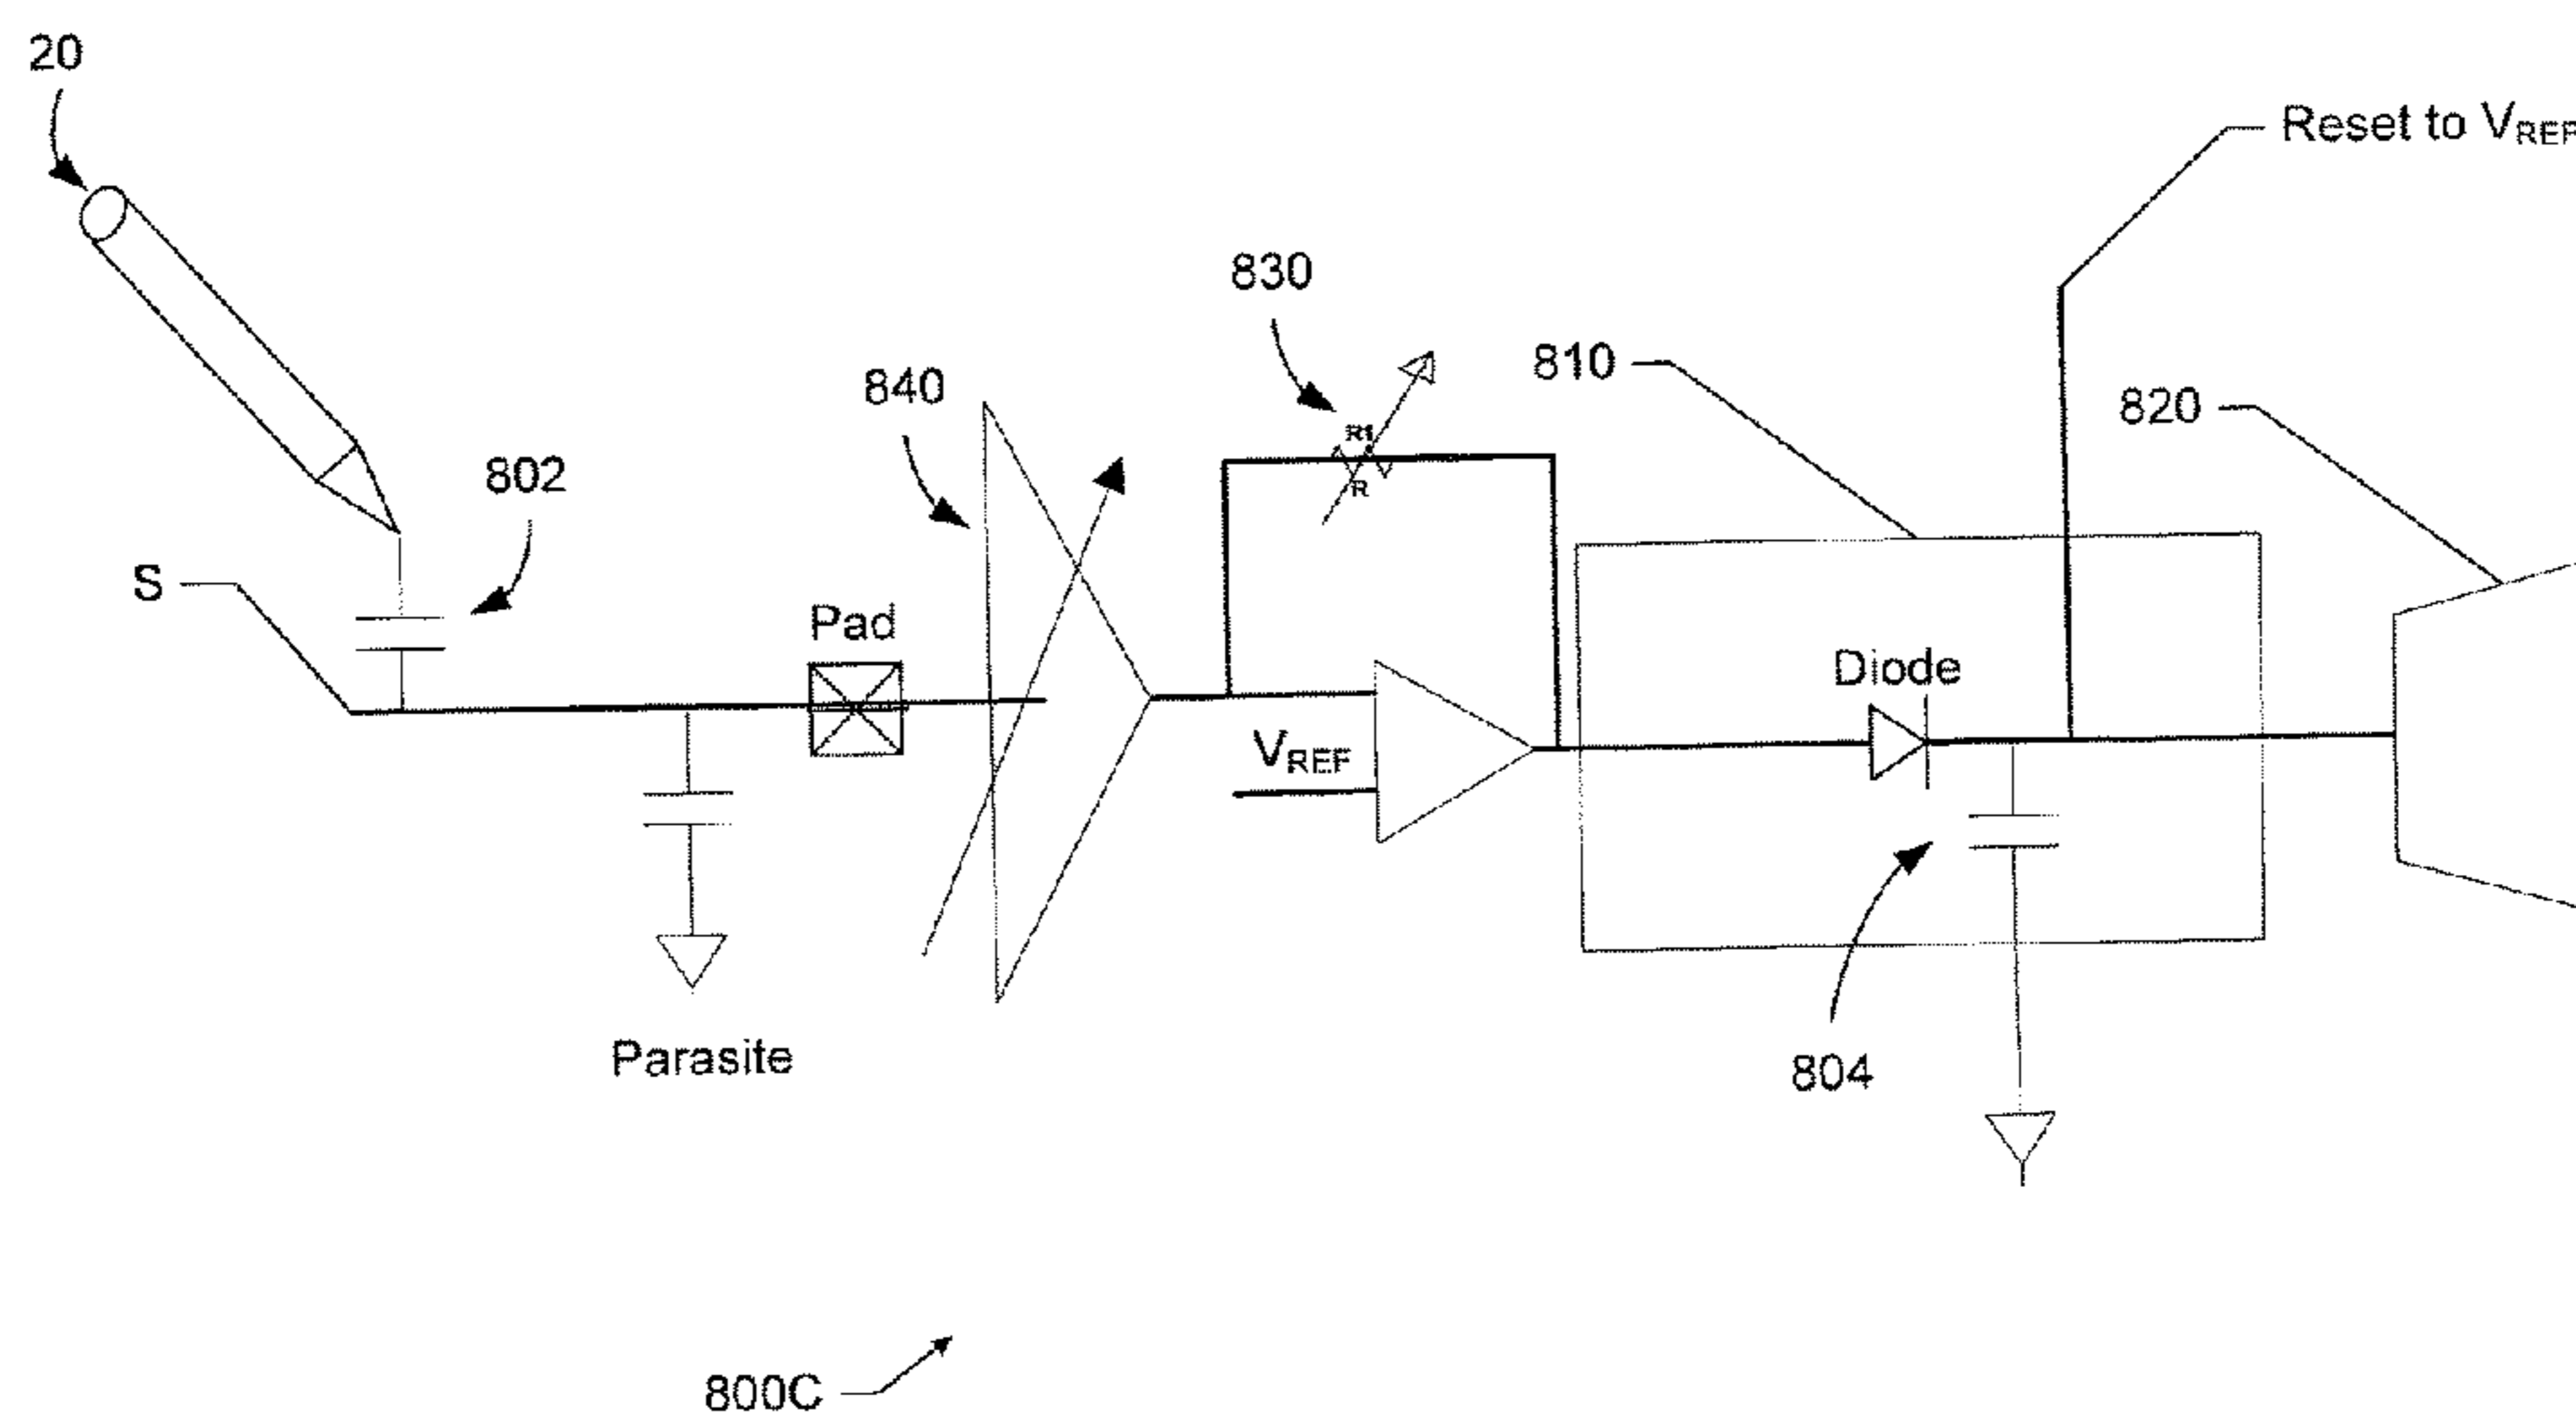 20
Reset to VREF
830
810
840
820
R1
802
R
S
Pad
Diode
VREF
Parasite
804
800C